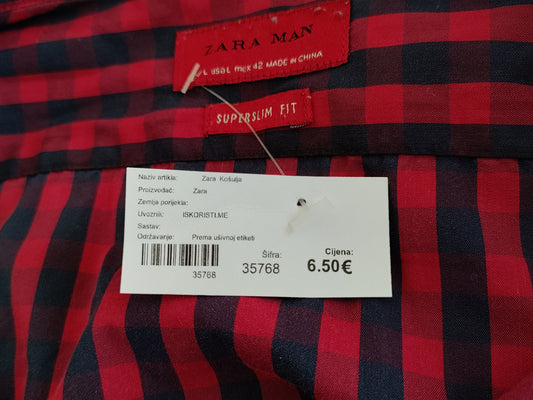 ZARA MAN
L USA L mex 42 MADE IN CHINA
SUPERSLIM FIT
Naziv artikla: Zara Košulja
Proizvođač: Zara
Zemlja porijekla:
Uvoznik: ISKORISTI.ME
Sastav:
Održavanje: Prema ušivnoj etiketi
Šifra: Cijena:
35768 35768 6.50€